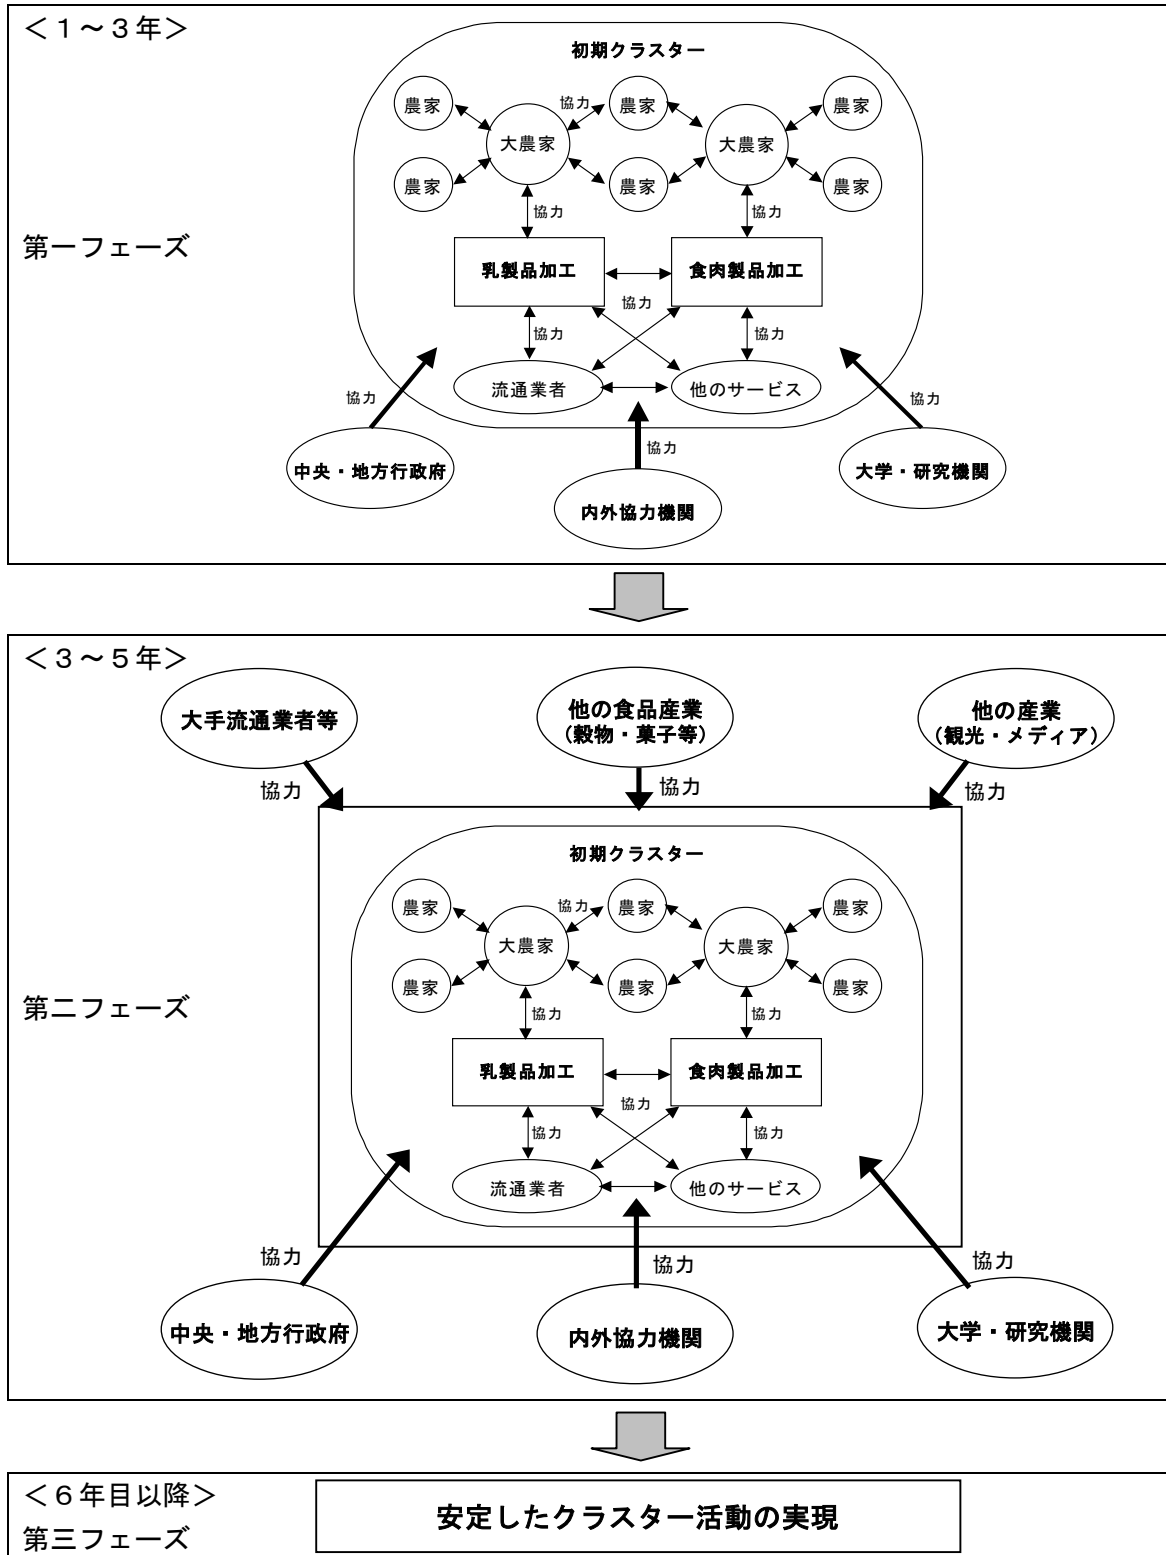 ＜１～３年＞
初期クラスター
農家
協力
農家
農家
大農家
大農家
農家
農家
農家
協力
協力
第一フェーズ
乳製品加工
食肉製品加工
協力
協力
協力
流通業者
他のサービス
協力
協力
協力
中央・地方行政府
大学・研究機関
内外協力機関
＜３～５年＞
大手流通業者等
他の食品産業
（穀物・菓子等）
他の産業
（観光・メディア）
協力
協力
協力
初期クラスター
農家
協力
農家
農家
大農家
大農家
農家
農家
農家
第二フェーズ
協力
協力
乳製品加工
食肉製品加工
協力
協力
協力
流通業者
他のサービス
協力
協力
協力
中央・地方行政府
内外協力機関
大学・研究機関
＜６年目以降＞
第三フェーズ
安定したクラスター活動の実現